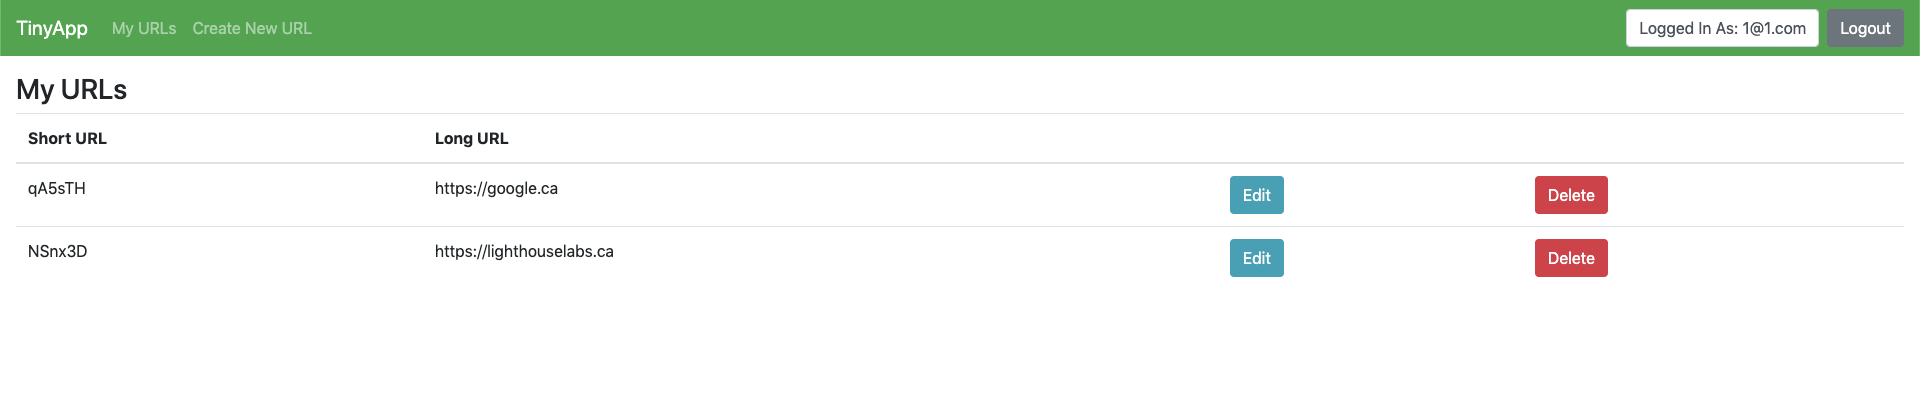 TinyApp My URLs Create New URL Logged In As: 1@1.com Logout
My URLs
Short URL Long URL
qA5sTH https://google.ca Edit Delete
NSnx3D https://lighthouselabs.ca Edit Delete